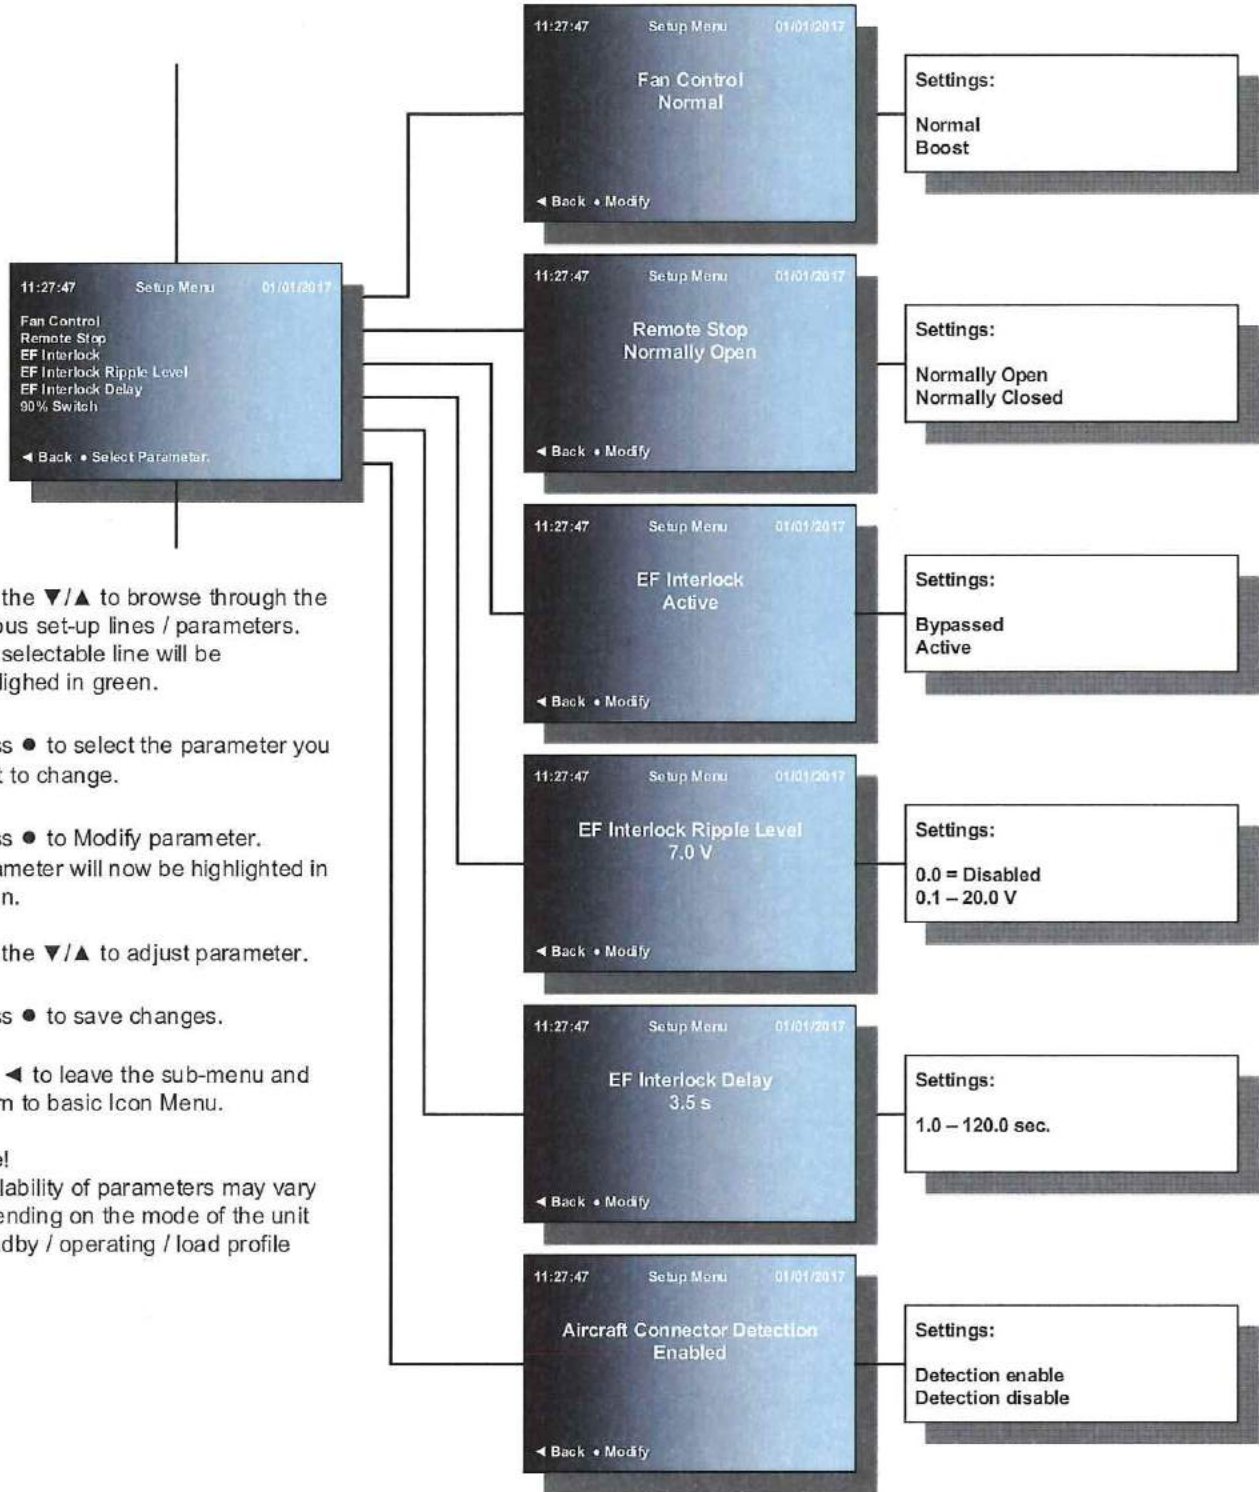 11:27:47 Setup Menu 01/01/2017
Fan Control
Remote Stop
EF Interlock
EF Interlock Ripple Level
EF Interlock Delay
90% Switch
◄ Back ● Select Parameter.
the ▼/▲ to browse through the
ous set-up lines / parameters.
selectable line will be
lighed in green.
ss ● to select the parameter you
t to change.
ss ● to Modify parameter.
ameter will now be highlighted in
n.
the ▼/▲ to adjust parameter.
ss ● to save changes.
◄ to leave the sub-menu and
rn to basic Icon Menu.
e!
lability of parameters may vary
ending on the mode of the unit
dby / operating / load profile
11:27:47 Setup Menu 01/01/2017
Fan Control
Normal
◄ Back ● Modify
Settings:
Normal
Boost
11:27:47 Setup Menu 01/01/2017
Remote Stop
Normally Open
◄ Back ● Modify
Settings:
Normally Open
Normally Closed
11:27:47 Setup Menu 01/01/2017
EF Interlock
Active
◄ Back ● Modify
Settings:
Bypassed
Active
11:27:47 Setup Menu 01/01/2017
EF Interlock Ripple Level
7.0 V
◄ Back ● Modify
Settings:
0.0 = Disabled
0.1 – 20.0 V
11:27:47 Setup Menu 01/01/2017
EF Interlock Delay
3.5 s
◄ Back ● Modify
Settings:
1.0 – 120.0 sec.
11:27:47 Setup Menu 01/01/2017
Aircraft Connector Detection
Enabled
◄ Back ● Modify
Settings:
Detection enable
Detection disable